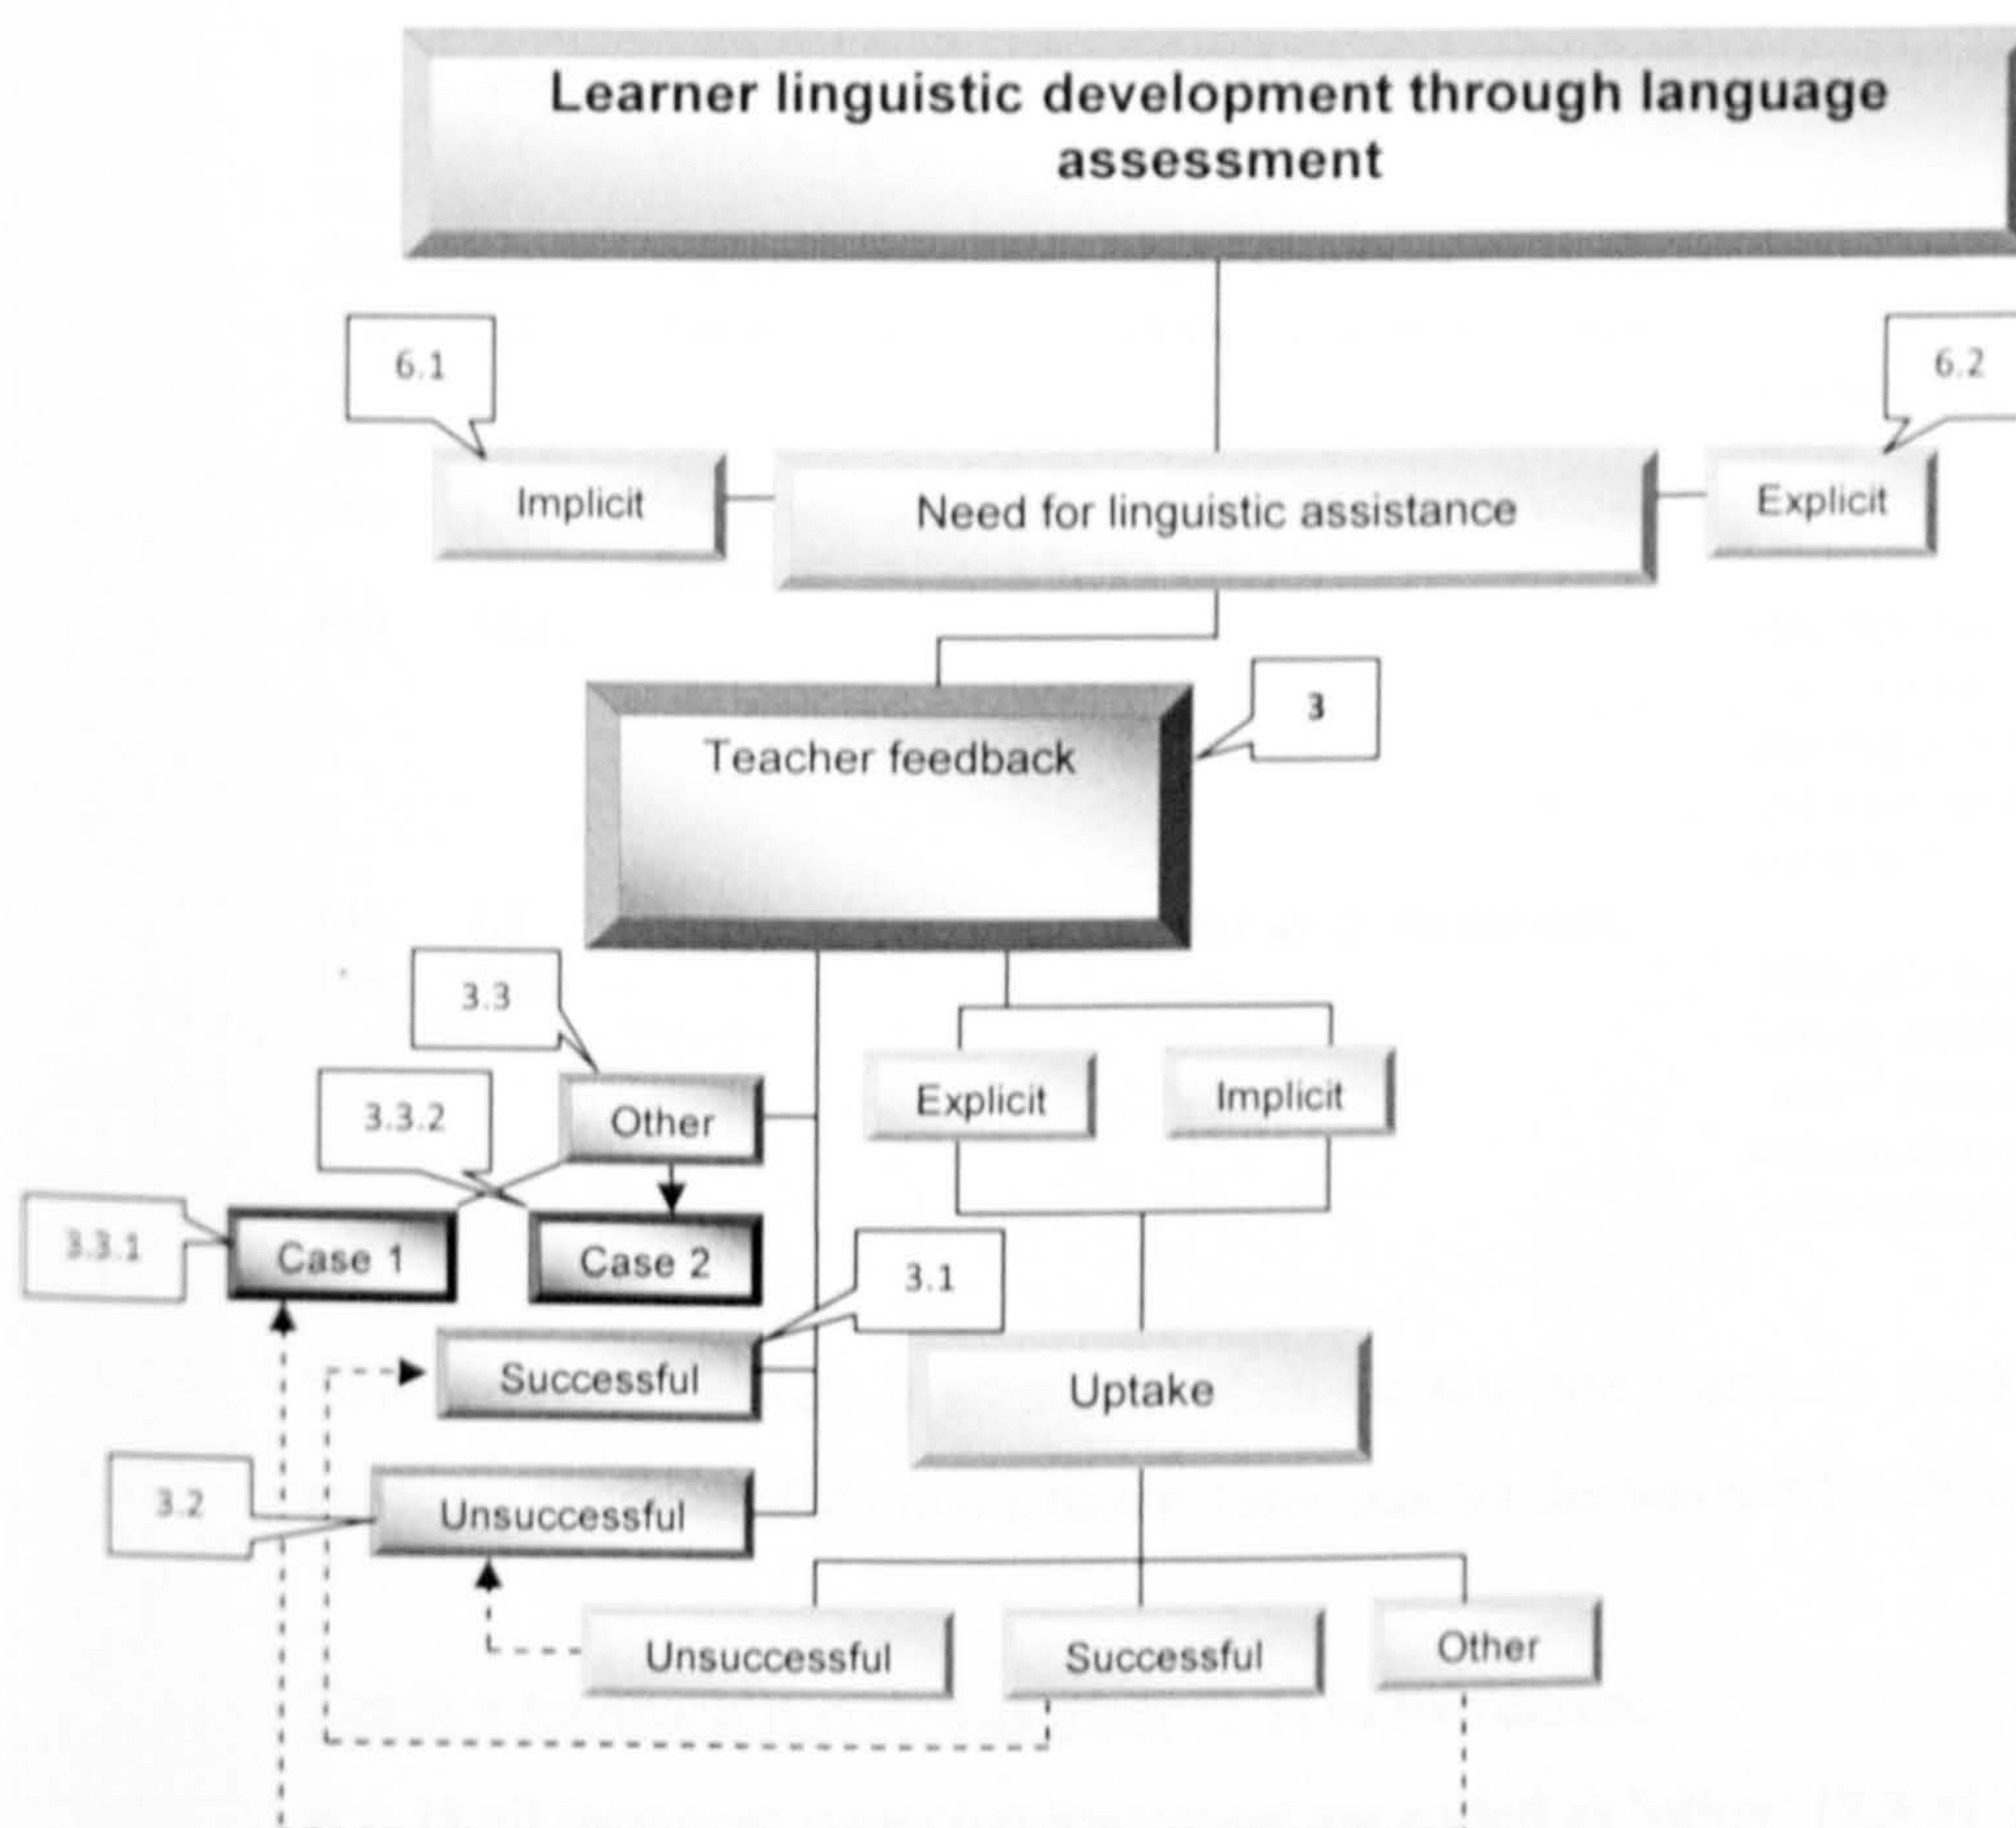 Learner linguistic development through language
assessment
6.1
6.2
Implicit
Need for linguistic assistance
Explicit
3
Teacher feedback
3.3
Explicit
Implicit
3.3.2
Other
3.3.1
Case 1
Case 2
3.1
Successful
Uptake
3.2
Unsuccessful
Unsuccessful
Successful
Other